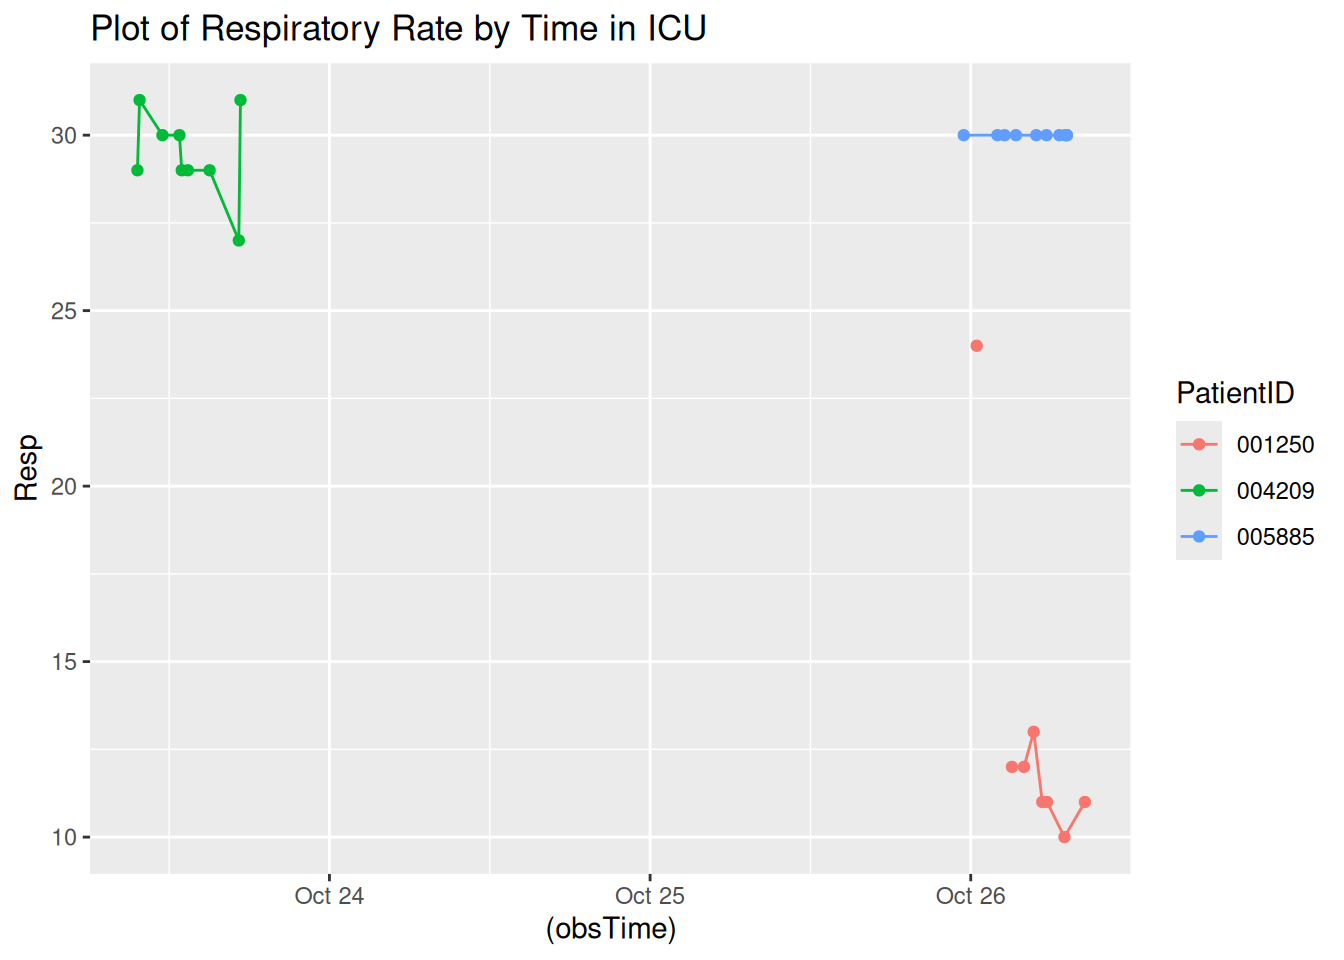 Plot of Respiratory Rate by Time in ICU
30
25
20
15
10
Resp
Oct 24
Oct 25
Oct 26
(obsTime)
PatientID
001250
004209
005885